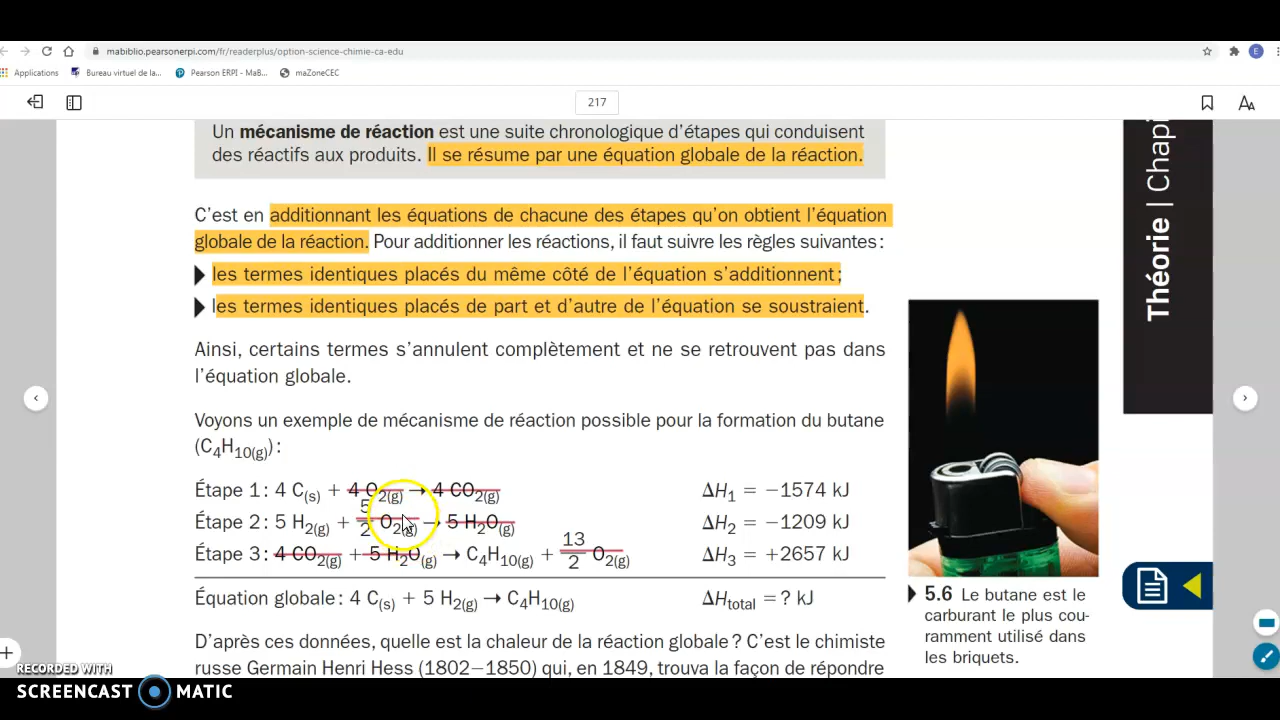 mabiblio.pearsonerpi.com/fr/readerplus/option-science-chimie-ca-edu
E
Applications Bureau virtuel de la... Pearson ERPI - MaB... maZoneCEC
217
AA
Un mécanisme de réaction est une suite chronologique d'étapes qui conduisent
des réactifs aux produits. Il se résume par une équation globale de la réaction.
C'est en additionnant les équations de chacune des étapes qu'on obtient l'équation
globale de la réaction. Pour additionner les réactions, il faut suivre les règles suivantes :
les termes identiques placés du même côté de l'équation s'additionnent ;
les termes identiques placés de part et d'autre de l'équation se soustraient.
Ainsi, certains termes s'annulent complètement et ne se retrouvent pas dans
l'équation globale.
Voyons un exemple de mécanisme de réaction possible pour la formation du butane
(C₄H₁₀(g)) :
Étape 1 : 4 C(s) + 4 O₂(g) → 4 CO₂(g) ΔH₁ = −1574 kJ
Étape 2 : 5 H₂(g) + 5/2 O₂(g) → 5 H₂O(g) ΔH₂ = −1209 kJ
Étape 3 : 4 CO₂(g) + 5 H₂O(g) → C₄H₁₀(g) + 13/2 O₂(g) ΔH₃ = +2657 kJ
Équation globale : 4 C(s) + 5 H₂(g) → C₄H₁₀(g) ΔHtotal = ? kJ
D'après ces données, quelle est la chaleur de la réaction globale ? C'est le chimiste
russe Germain Henri Hess (1802–1850) qui, en 1849, trouva la façon de répondre
Théorie | Chapi
5.6 Le butane est le
carburant le plus cou-
ramment utilisé dans
les briquets.
RECORDED WITH
SCREENCAST MATIC